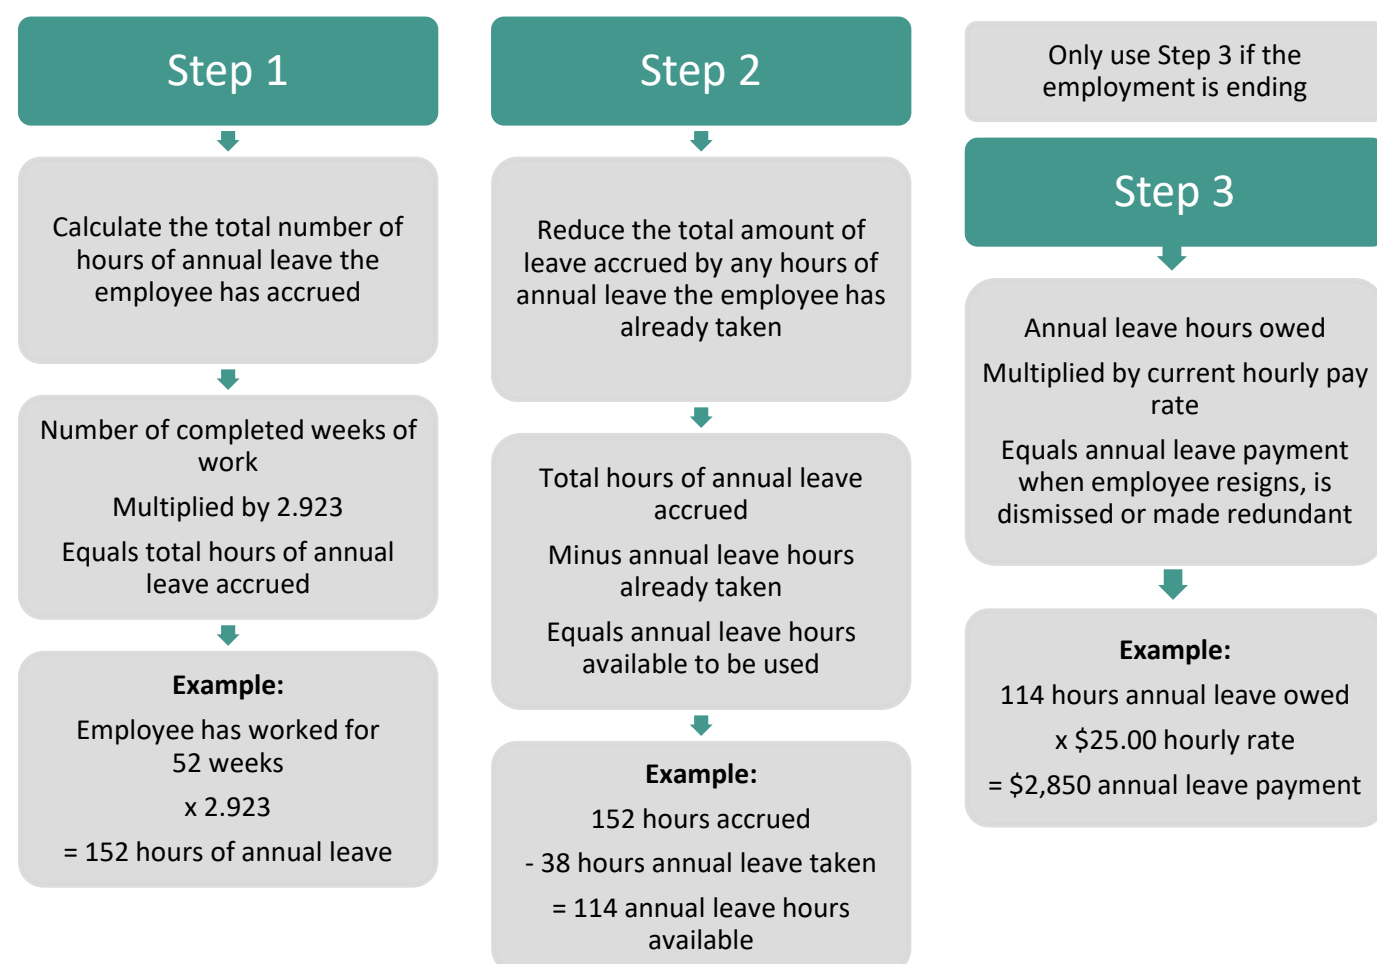 Step 1
Calculate the total number of
hours of annual leave the
employee has accrued
Number of completed weeks of
work
Multiplied by 2.923
Equals total hours of annual
leave accrued
Example:
Employee has worked for
52 weeks
x 2.923
= 152 hours of annual leave
Step 2
Reduce the total amount of
leave accrued by any hours of
annual leave the employee has
already taken
Total hours of annual leave
accrued
Minus annual leave hours
already taken
Equals annual leave hours
available to be used
Example:
152 hours accrued
- 38 hours annual leave taken
= 114 annual leave hours
available
Only use Step 3 if the
employment is ending
Step 3
Annual leave hours owed
Multiplied by current hourly pay
rate
Equals annual leave payment
when employee resigns, is
dismissed or made redundant
Example:
114 hours annual leave owed
x $25.00 hourly rate
= $2,850 annual leave payment